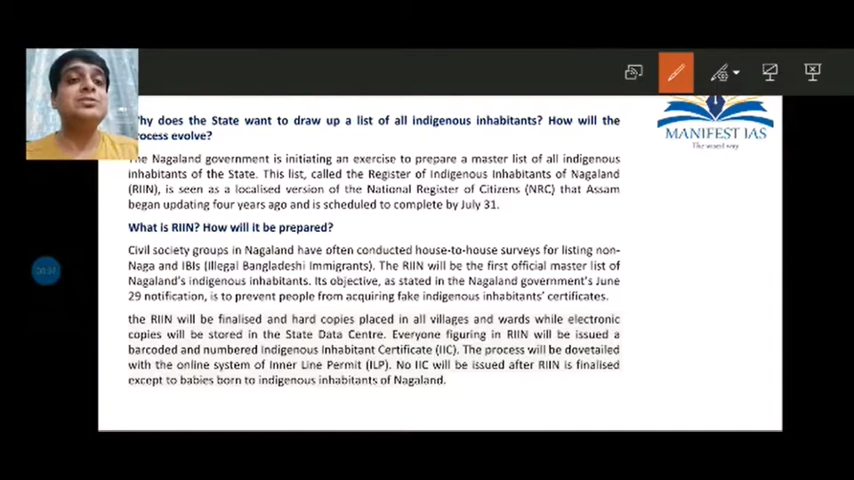 hy does the State want to draw up a list of all indigenous inhabitants? How will the
ocess evolve?
he Nagaland government is initiating an exercise to prepare a master list of all indigenous
inhabitants of the State. This list, called the Register of Indigenous Inhabitants of Nagaland
(RIIN), is seen as a localised version of the National Register of Citizens (NRC) that Assam
began updating four years ago and is scheduled to complete by July 31.
What is RIIN? How will it be prepared?
Civil society groups in Nagaland have often conducted house-to-house surveys for listing non-
Naga and IBIs (Illegal Bangladeshi Immigrants). The RIIN will be the first official master list of
Nagaland's indigenous inhabitants. Its objective, as stated in the Nagaland government's June
29 notification, is to prevent people from acquiring fake indigenous inhabitants' certificates.
the RIIN will be finalised and hard copies placed in all villages and wards while electronic
copies will be stored in the State Data Centre. Everyone figuring in RIIN will be issued a
barcoded and numbered Indigenous Inhabitant Certificate (IIC). The process will be dovetailed
with the online system of Inner Line Permit (ILP). No IIC will be issued after RIIN is finalised
except to babies born to indigenous inhabitants of Nagaland.
MANIFEST IAS